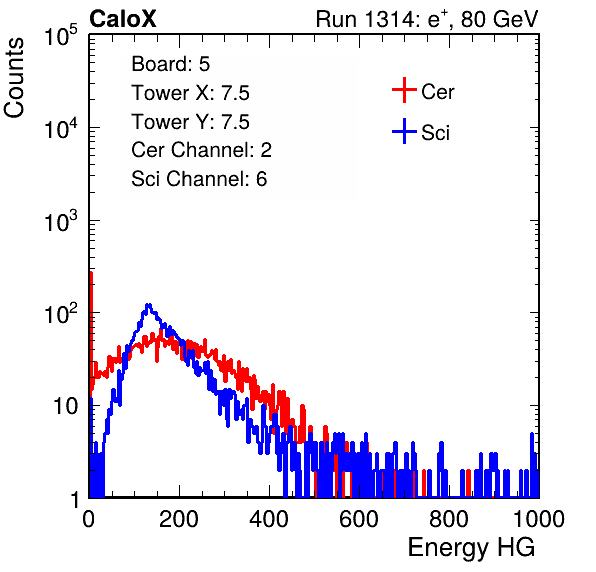 CaloX Run 1314: e⁺, 80 GeV
Counts
10⁵
10⁴
10³
10²
10
1
Board: 5
Tower X: 7.5
Tower Y: 7.5
Cer Channel: 2
Sci Channel: 6
Cer
Sci
0 200 400 600 800 1000
Energy HG